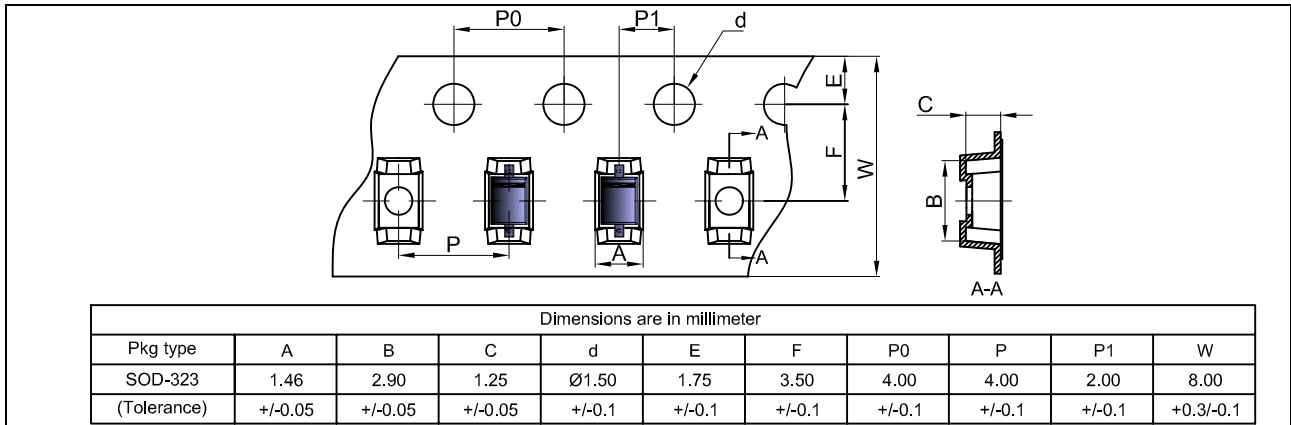 P0 P1 d
E
C
A
F
W
B
P A
A
A-A
Dimensions are in millimeter
Pkg type A B C d E F P0 P P1 W
SOD-323 1.46 2.90 1.25 Ø1.50 1.75 3.50 4.00 4.00 2.00 8.00
(Tolerance) +/-0.05 +/-0.05 +/-0.05 +/-0.1 +/-0.1 +/-0.1 +/-0.1 +/-0.1 +/-0.1 +0.3/-0.1